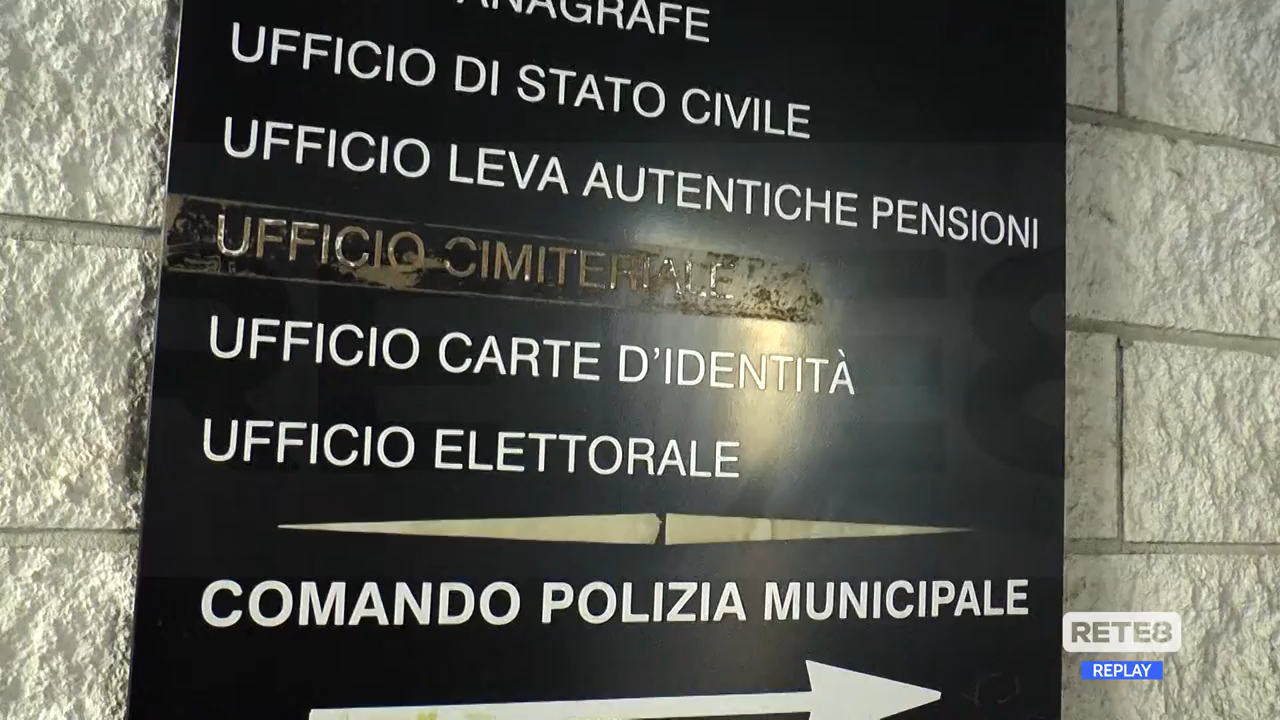 ANAGRAFE
UFFICIO DI STATO CIVILE
UFFICIO LEVA AUTENTICHE PENSIONI
UFFICIO CIMITERIALE
UFFICIO CARTE D'IDENTITÀ
UFFICIO ELETTORALE
COMANDO POLIZIA MUNICIPALE
RETE8
REPLAY